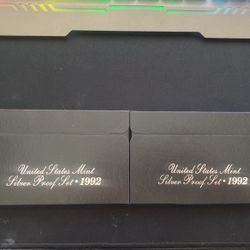 United States Mint
Silver Proof Set • 1992
United States Mint
Silver Proof Set • 1992